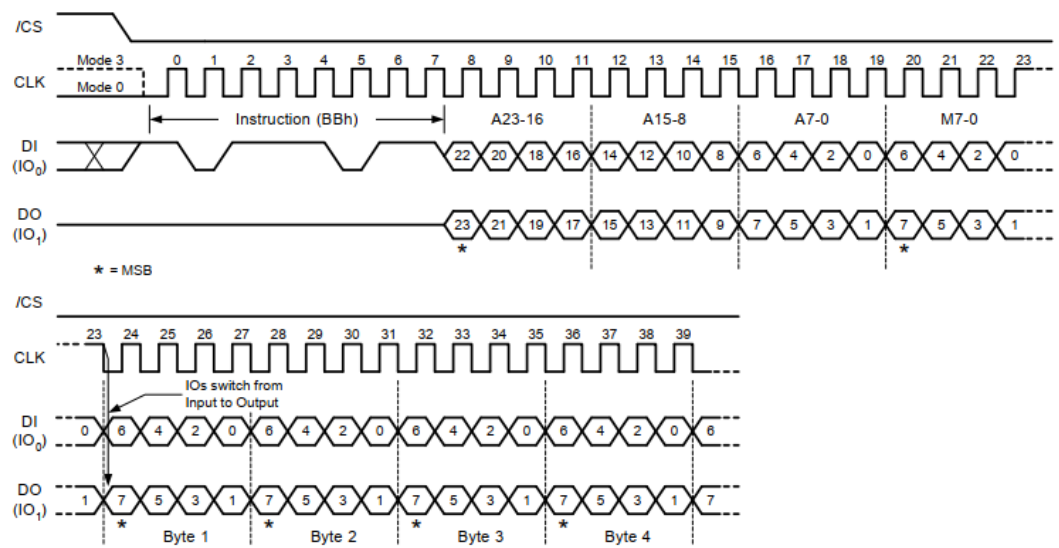 /CS
Mode 3 0 1 2 3 4 5 6 7 8 9 10 11 12 13 14 15 16 17 18 19 20 21 22 23
CLK
Mode 0
Instruction (BBh) A23-16 A15-8 A7-0 M7-0
DI
(IO0) 22 20 18 16 14 12 10 8 6 4 2 0 6 4 2 0
DO
(IO1) 23 21 19 17 15 13 11 9 7 5 3 1 7 5 3 1
* *
* = MSB
/CS
23 24 25 26 27 28 29 30 31 32 33 34 35 36 37 38 39
CLK
IOs switch from
Input to Output
DI
(IO0) 0 6 4 2 0 6 4 2 0 6 4 2 0 6 4 2 0 6
DO
(IO1) 1 7 5 3 1 7 5 3 1 7 5 3 1 7 5 3 1 7
* * * *
Byte 1 Byte 2 Byte 3 Byte 4